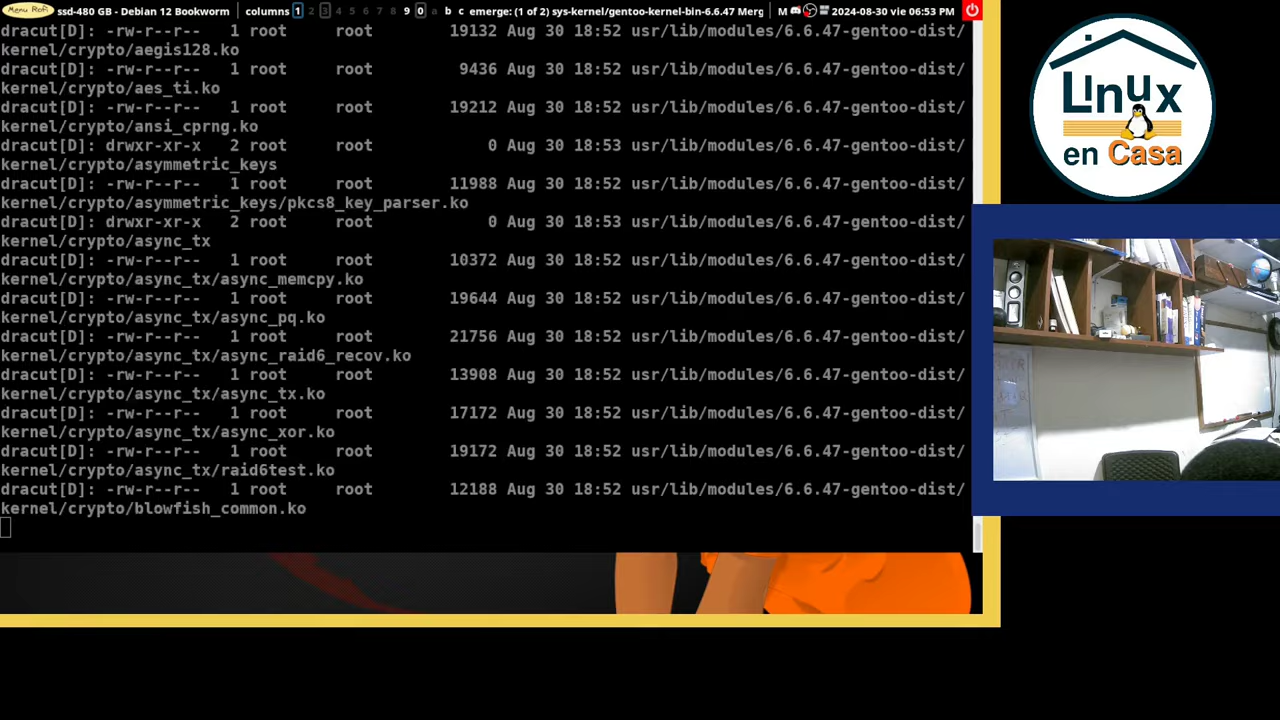 Menu Rofi ssd-480 GB - Debian 12 Bookworm columns 1 2 3 4 5 6 7 8 9 0 a b c emerge: (1 of 2) sys-kernel/gentoo-kernel-bin-6.6.47 Merg M 2024-08-30 vie 06:53 PM
dracut[D]: -rw-r--r-- 1 root root 19132 Aug 30 18:52 usr/lib/modules/6.6.47-gentoo-dist/
kernel/crypto/aegis128.ko
dracut[D]: -rw-r--r-- 1 root root 9436 Aug 30 18:52 usr/lib/modules/6.6.47-gentoo-dist/
kernel/crypto/aes_ti.ko
dracut[D]: -rw-r--r-- 1 root root 19212 Aug 30 18:52 usr/lib/modules/6.6.47-gentoo-dist/
kernel/crypto/ansi_cprng.ko
dracut[D]: drwxr-xr-x 2 root root 0 Aug 30 18:53 usr/lib/modules/6.6.47-gentoo-dist/
kernel/crypto/asymmetric_keys
dracut[D]: -rw-r--r-- 1 root root 11988 Aug 30 18:52 usr/lib/modules/6.6.47-gentoo-dist/
kernel/crypto/asymmetric_keys/pkcs8_key_parser.ko
dracut[D]: drwxr-xr-x 2 root root 0 Aug 30 18:53 usr/lib/modules/6.6.47-gentoo-dist/
kernel/crypto/async_tx
dracut[D]: -rw-r--r-- 1 root root 10372 Aug 30 18:52 usr/lib/modules/6.6.47-gentoo-dist/
kernel/crypto/async_tx/async_memcpy.ko
dracut[D]: -rw-r--r-- 1 root root 19644 Aug 30 18:52 usr/lib/modules/6.6.47-gentoo-dist/
kernel/crypto/async_tx/async_pq.ko
dracut[D]: -rw-r--r-- 1 root root 21756 Aug 30 18:52 usr/lib/modules/6.6.47-gentoo-dist/
kernel/crypto/async_tx/async_raid6_recov.ko
dracut[D]: -rw-r--r-- 1 root root 13908 Aug 30 18:52 usr/lib/modules/6.6.47-gentoo-dist/
kernel/crypto/async_tx/async_tx.ko
dracut[D]: -rw-r--r-- 1 root root 17172 Aug 30 18:52 usr/lib/modules/6.6.47-gentoo-dist/
kernel/crypto/async_tx/async_xor.ko
dracut[D]: -rw-r--r-- 1 root root 19172 Aug 30 18:52 usr/lib/modules/6.6.47-gentoo-dist/
kernel/crypto/async_tx/raid6test.ko
dracut[D]: -rw-r--r-- 1 root root 12188 Aug 30 18:52 usr/lib/modules/6.6.47-gentoo-dist/
kernel/crypto/blowfish_common.ko
Linux
en Casa